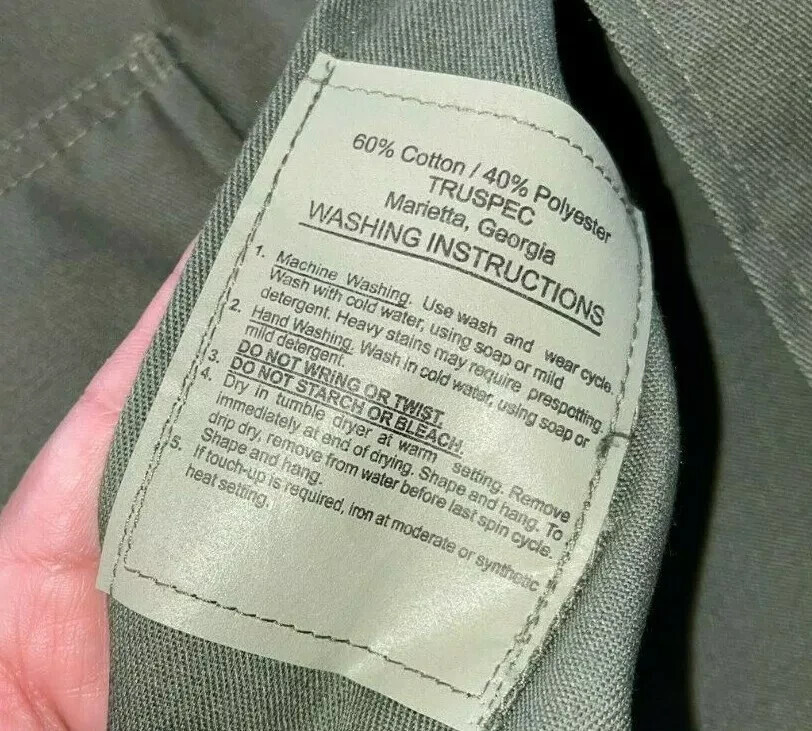 60% Cotton / 40% Polyester
TRUSPEC
Marietta, Georgia
WASHING INSTRUCTIONS
1. Machine Washing. Use wash and wear cycle.
Wash with cold water, using soap or mild
detergent. Heavy stains may require prespotting.
2. Hand Washing. Wash in cold water, using soap or
mild detergent.
3. DO NOT WRING OR TWIST.
DO NOT STARCH OR BLEACH.
4. Dry in tumble dryer at warm setting. Remove
immediately at end of drying. Shape and hang. To
drip dry, remove from water before last spin cycle.
Shape and hang.
5. If touch-up is required, iron at moderate or synthetic
heat setting.